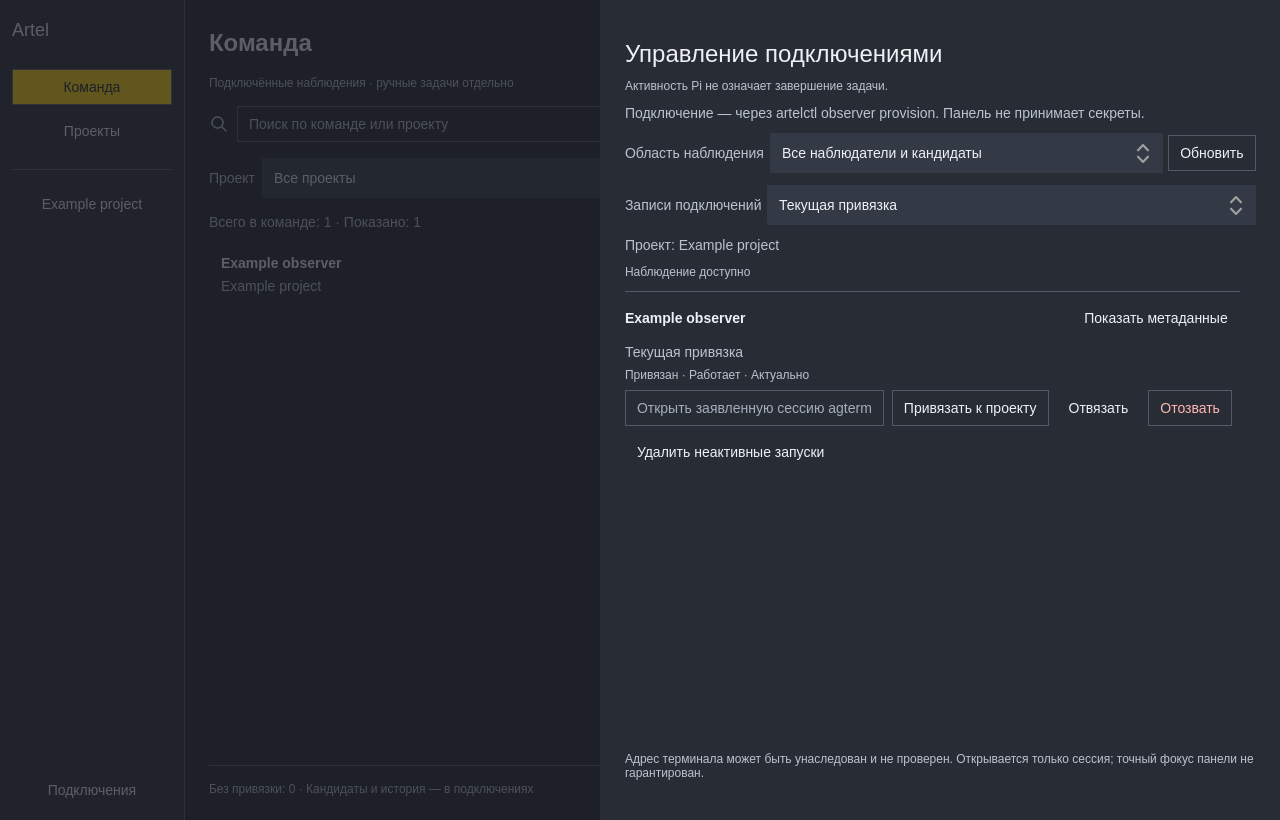 Artel
Команда
Проекты
Example project
Подключения
Команда
Подключённые наблюдения · ручные задачи отдельно
Поиск по команде или проекту
Проект
Все проекты
Всего в команде: 1 · Показано: 1
Example observer
Example project
Без привязки: 0 · Кандидаты и история — в подключениях
Управление подключениями
Активность Pi не означает завершение задачи.
Подключение — через artelctl observer provision. Панель не принимает секреты.
Область наблюдения
Все наблюдатели и кандидаты
Обновить
Записи подключений
Текущая привязка
Проект: Example project
Наблюдение доступно
Example observer
Показать метаданные
Текущая привязка
Привязан · Работает · Актуально
Открыть заявленную сессию agterm
Привязать к проекту
Отвязать
Отозвать
Удалить неактивные запуски
Адрес терминала может быть унаследован и не проверен. Открывается только сессия; точный фокус панели не
гарантирован.